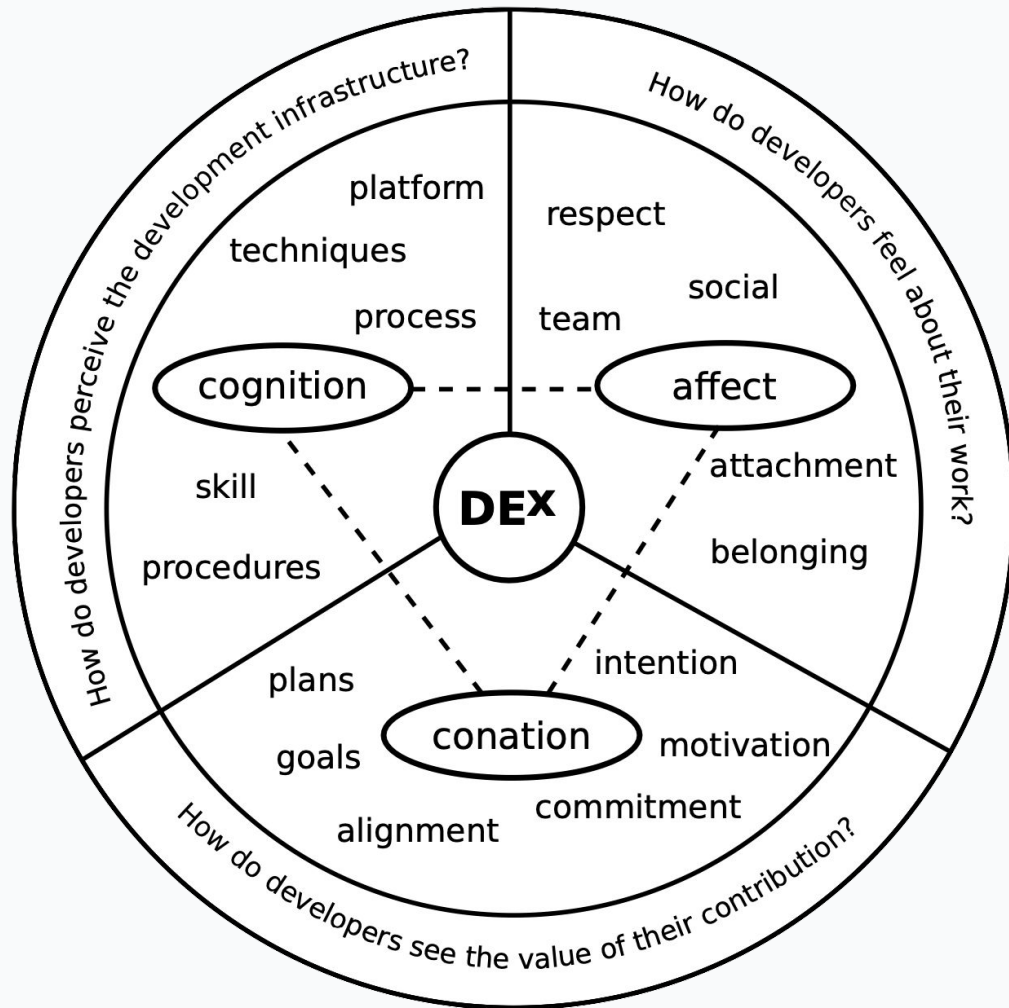 How do developers perceive the development infrastructure?
platform
techniques
process
cognition
skill
procedures
How do developers feel about their work?
respect
social
team
affect
attachment
belonging
DEx
How do developers see the value of their contribution?
plans
intention
goals
conation
motivation
alignment
commitment